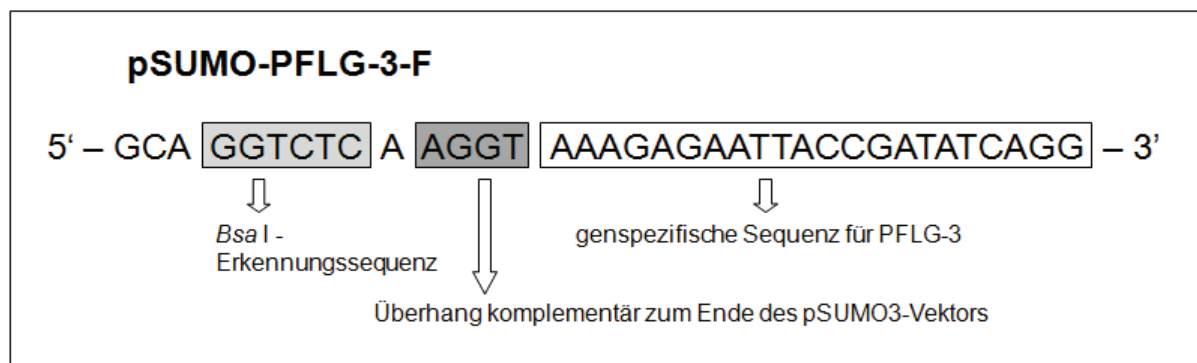 pSUMO-PFLG-3-F
5‘ – GCA GGTCTC A AGGT AAAGAGAATTACCGATATCAGG – 3’
Bsa I -
Erkennungssequenz
genspezifische Sequenz für PFLG-3
Überhang komplementär zum Ende des pSUMO3-Vektors